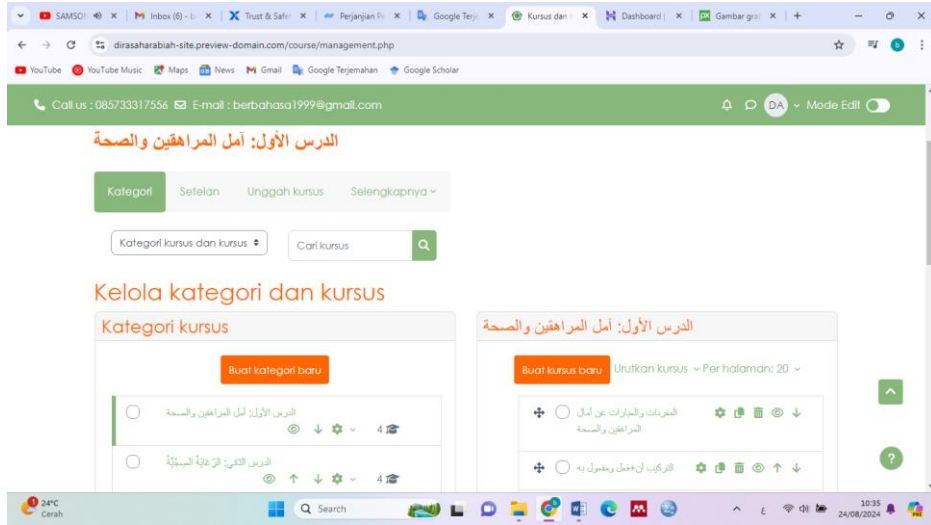 SAMSO
Inbox (6) - b
Trust & Safe
Perjanjian Pe
Google Terje
Kursus dan
Dashboard |
Gambar gra
dirasaharabiah-site.preview-domain.com/course/management.php
YouTube YouTube Music Maps News Gmail Google Terjemahan Google Scholar
Call us : 085733317556 E-mail : berbahasa1999@gmail.com
DA Mode Edit
الدرس الأول: آمل المراهقين والصحة
Kategori Setelan Unggah kursus Selengkapnya
Kategori kursus dan kursus Cari kursus
Kelola kategori dan kursus
Kategori kursus
Buat kategori baru
الدرس الأول: أمل المراهقين والصحة
4
الدرس الثاني: الرّعَايَةُ الصِحِّيَّةُ
4
الدرس الأول: أمل المراهقين والصحة
Buat kursus baru Urutkan kursus Per halaman: 20
المفردات والعبارات عن أمال
المراهقين والصحة
التركيب أن+فعل ومفعول به
?
24°C
Cerah
Search
10:35
24/08/2024